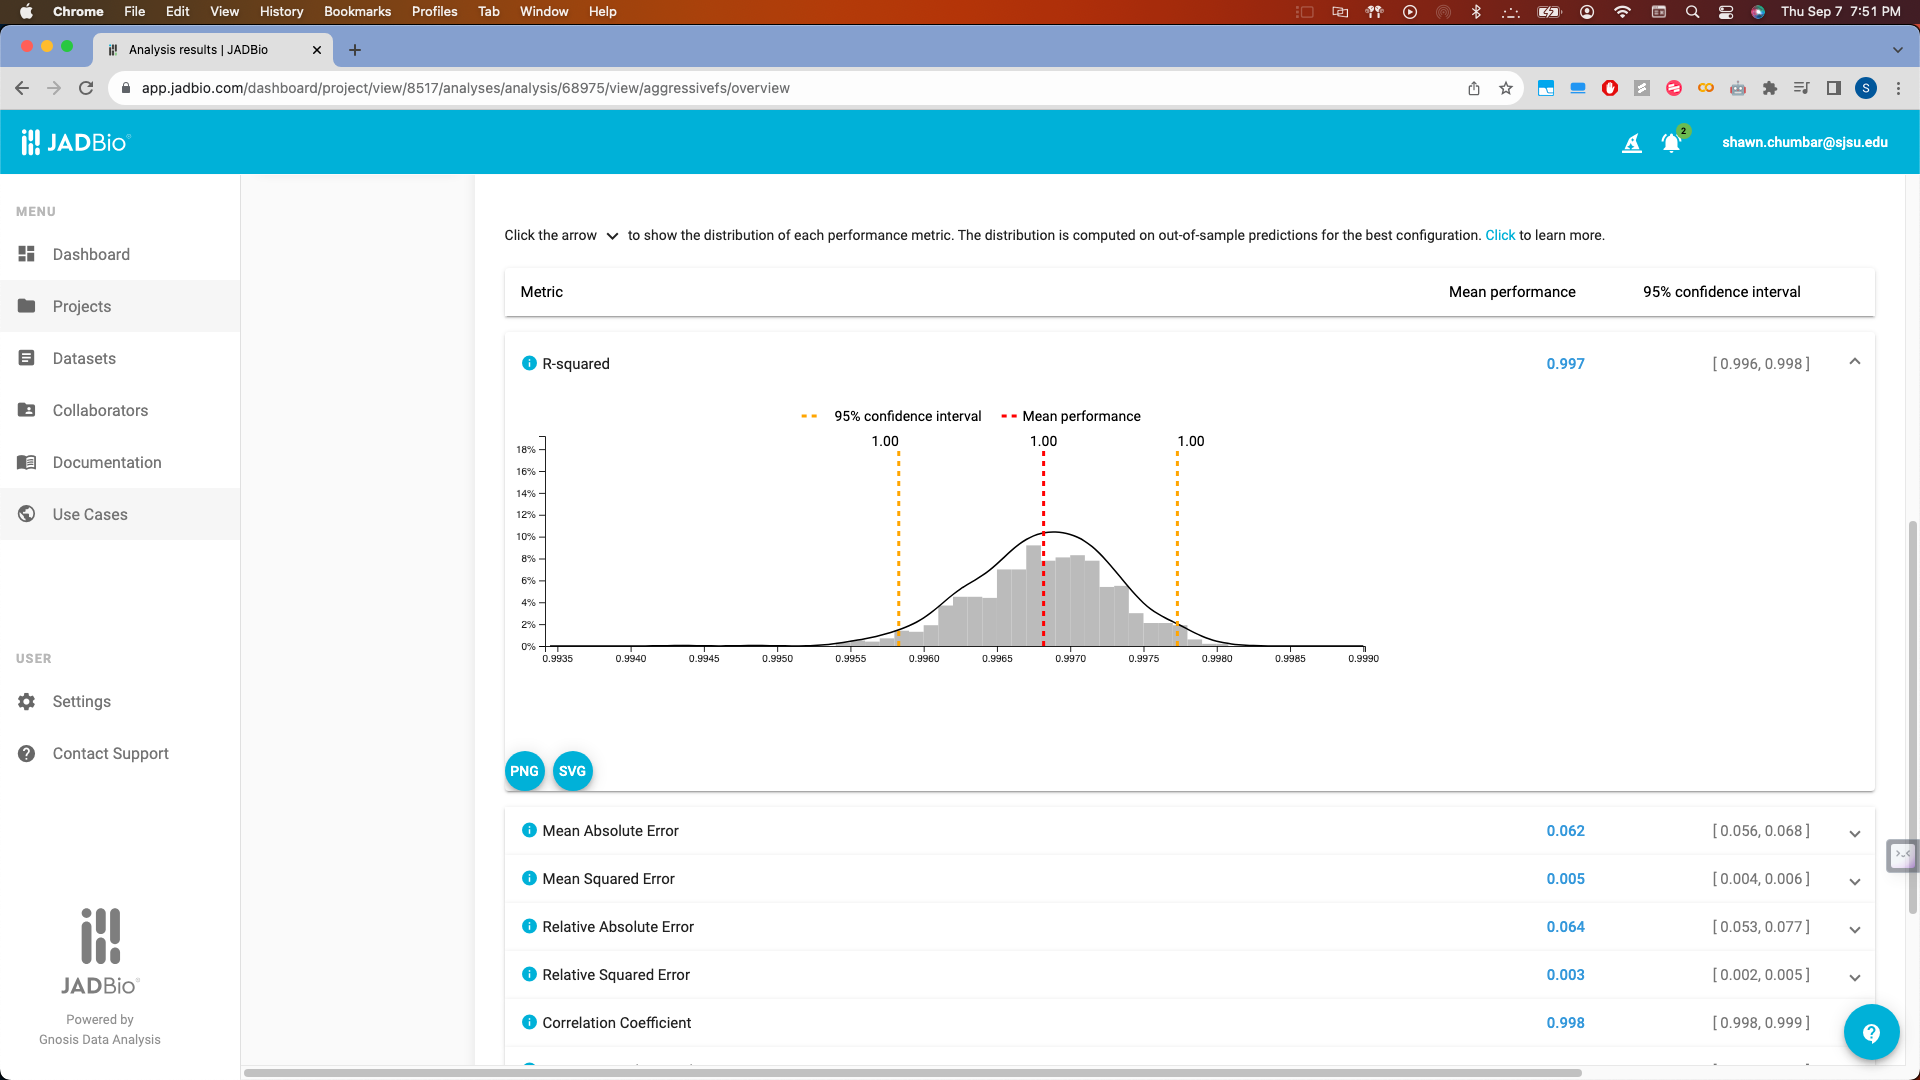 Chrome File Edit View History Bookmarks Profiles Tab Window Help Thu Sep 7 7:51 PM
Analysis results | JADBio
app.jadbio.com/dashboard/project/view/8517/analyses/analysis/68975/view/aggressivefs/overview
S
JADBio
2
shawn.chumbar@sjsu.edu
MENU
Dashboard
Projects
Datasets
Collaborators
Documentation
Use Cases
USER
Settings
Contact Support
JADBio
Powered by
Gnosis Data Analysis
Click the arrow to show the distribution of each performance metric. The distribution is computed on out-of-sample predictions for the best configuration. Click to learn more.
Metric Mean performance 95% confidence interval
R-squared 0.997 [ 0.996, 0.998 ]
95% confidence interval Mean performance
1.00 1.00 1.00
18%
16%
14%
12%
10%
8%
6%
4%
2%
0%
0.9935 0.9940 0.9945 0.9950 0.9955 0.9960 0.9965 0.9970 0.9975 0.9980 0.9985 0.9990
PNG SVG
Mean Absolute Error 0.062 [ 0.056, 0.068 ]
Mean Squared Error 0.005 [ 0.004, 0.006 ]
Relative Absolute Error 0.064 [ 0.053, 0.077 ]
Relative Squared Error 0.003 [ 0.002, 0.005 ]
Correlation Coefficient 0.998 [ 0.998, 0.999 ]